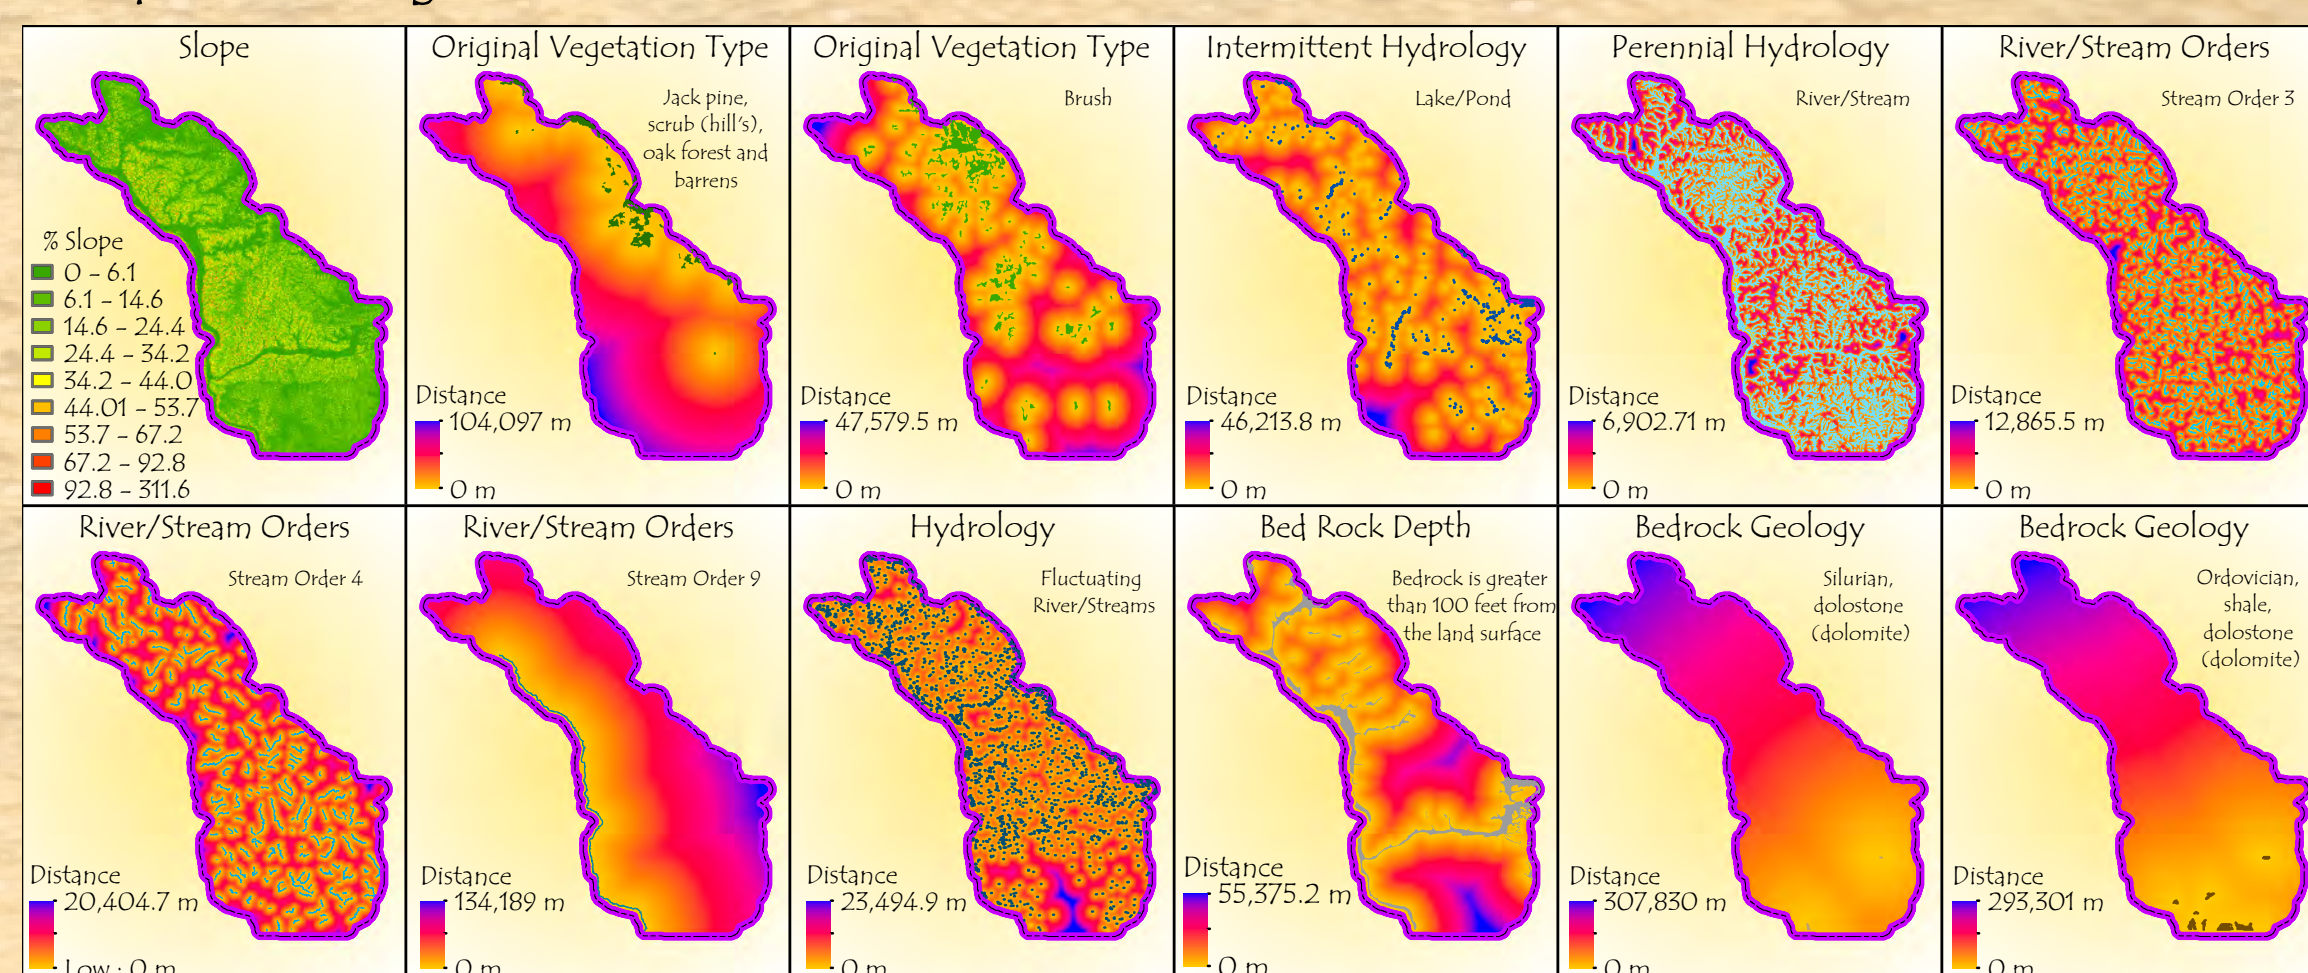 Slope
% Slope
0 - 6.1
6.1 - 14.6
14.6 - 24.4
24.4 - 34.2
34.2 - 44.0
44.01 - 53.7
53.7 - 67.2
67.2 - 92.8
92.8 - 311.6
Original Vegetation Type
Jack pine,
scrub (hill's),
oak forest and
barrens
Distance
104,097 m
0 m
Original Vegetation Type
Brush
Distance
47,579.5 m
0 m
Intermittent Hydrology
Lake/Pond
Distance
46,213.8 m
0 m
Perennial Hydrology
River/Stream
Distance
6,902.71 m
0 m
River/Stream Orders
Stream Order 3
Distance
12,865.5 m
0 m
River/Stream Orders
Stream Order 4
Distance
20,404.7 m
Low : 0 m
River/Stream Orders
Stream Order 9
Distance
134,189 m
0 m
Hydrology
Fluctuating
River/Streams
Distance
23,494.9 m
0 m
Bed Rock Depth
Bedrock is greater
than 100 feet from
the land surface
Distance
55,375.2 m
0 m
Bedrock Geology
Silurian,
dolostone
(dolomite)
Distance
307,830 m
0 m
Bedrock Geology
Ordovician,
shale,
dolostone
(dolomite)
Distance
293,301 m
0 m